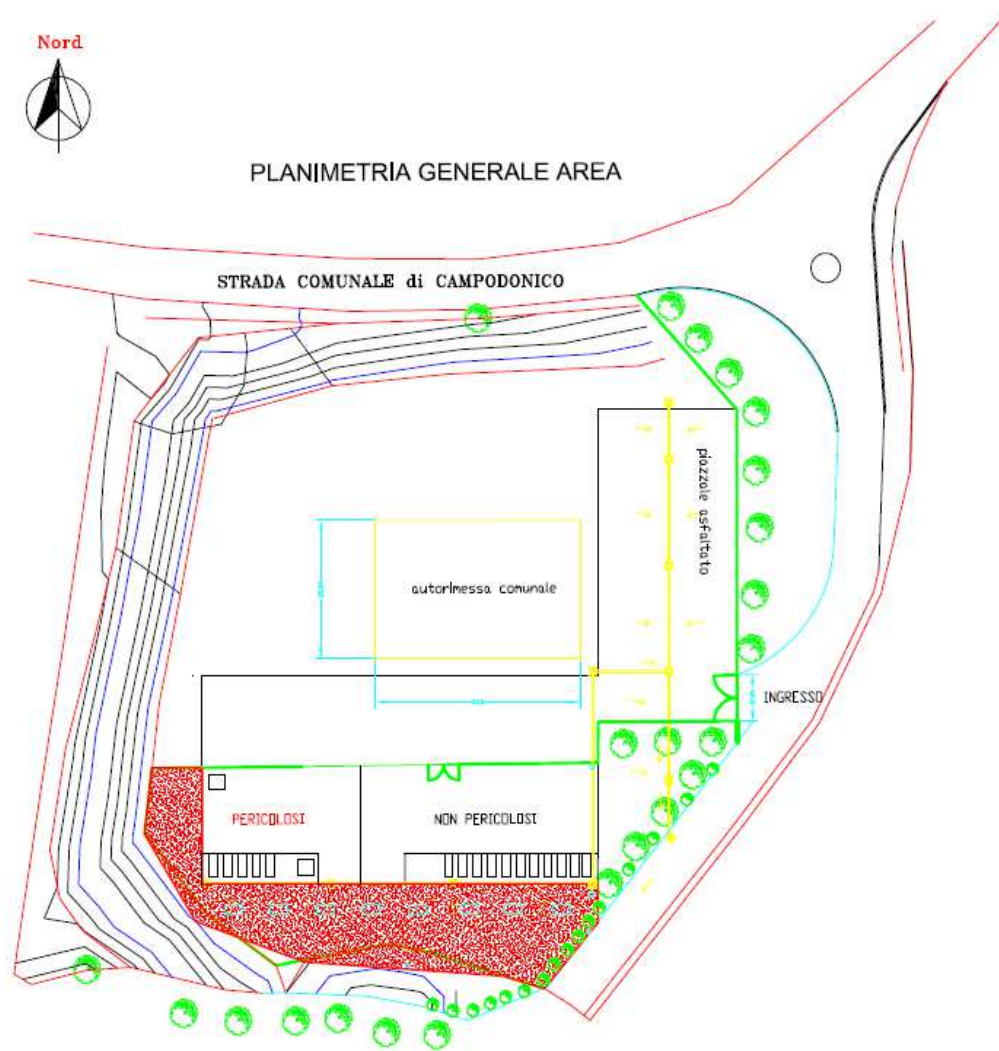 Nord
PLANIMETRIA GENERALE AREA
STRADA COMUNALE di CAMPODONICO
piazzale asfaltato
autorimessa comunale
INGRESSO
PERICOLOSI
NON PERICOLOSI